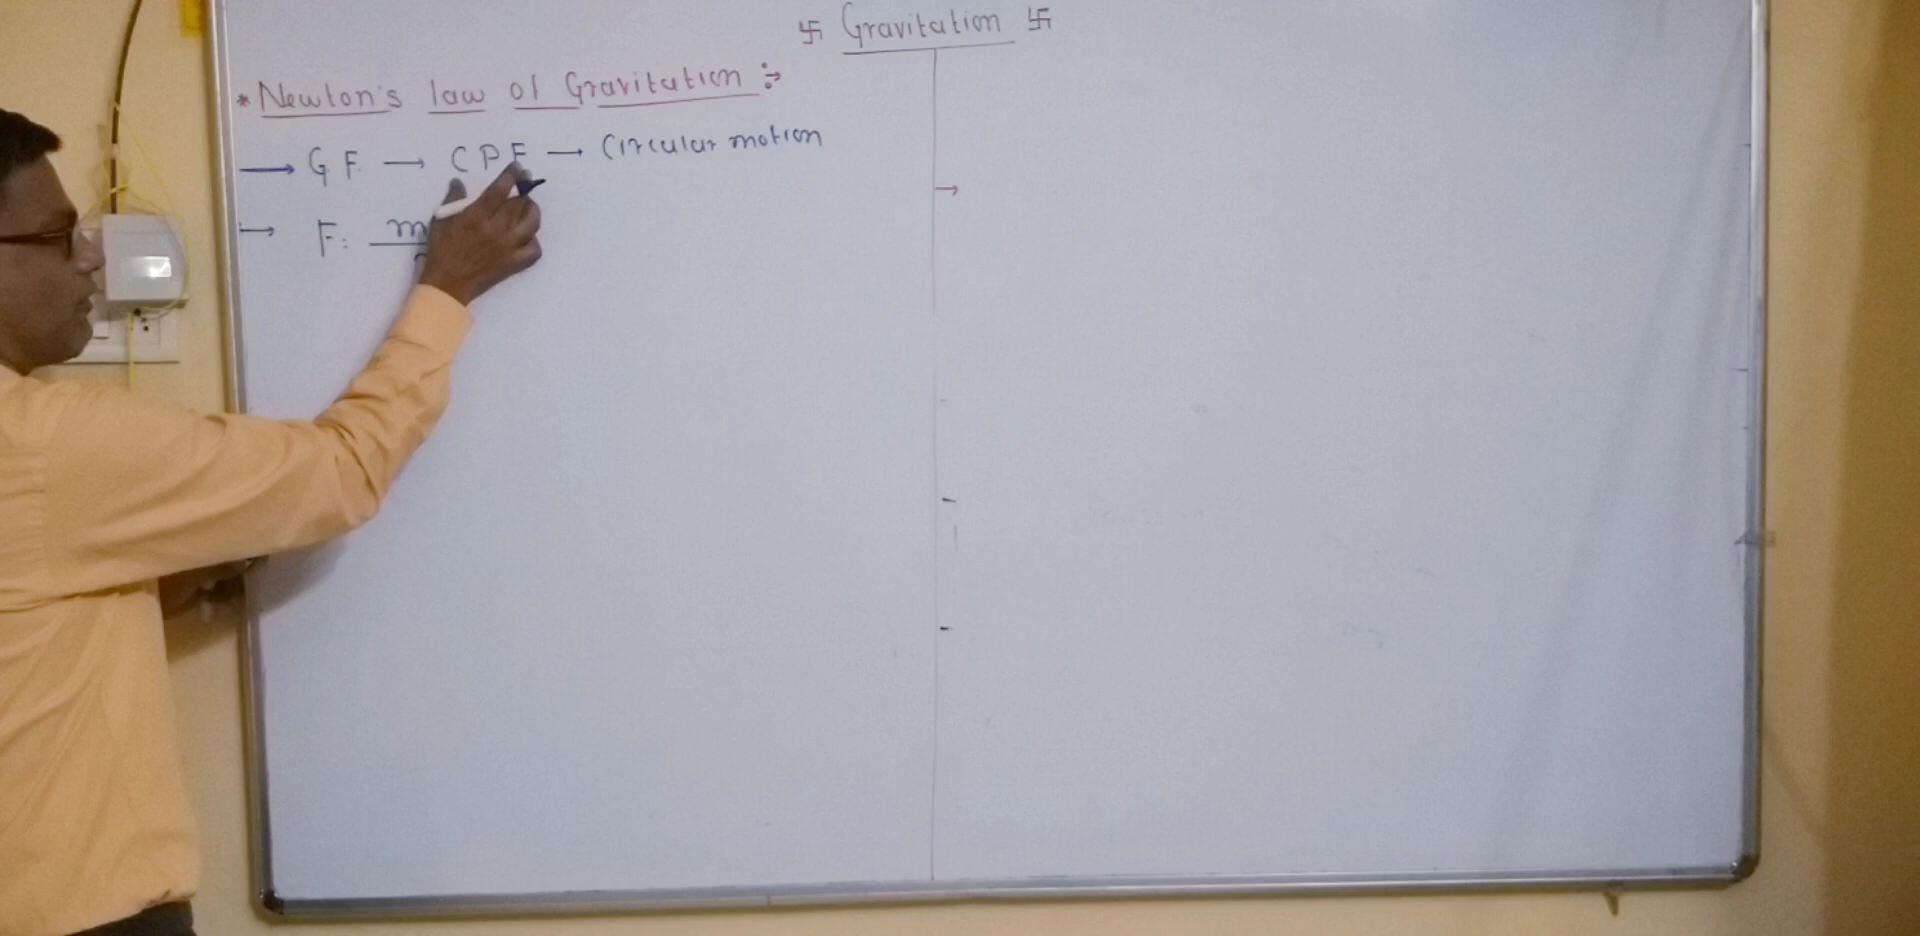 卐 Gravitation 卐
* Newton's law of Gravitation :→
→ G F. → C P F → Circular motion
→ F = m
→